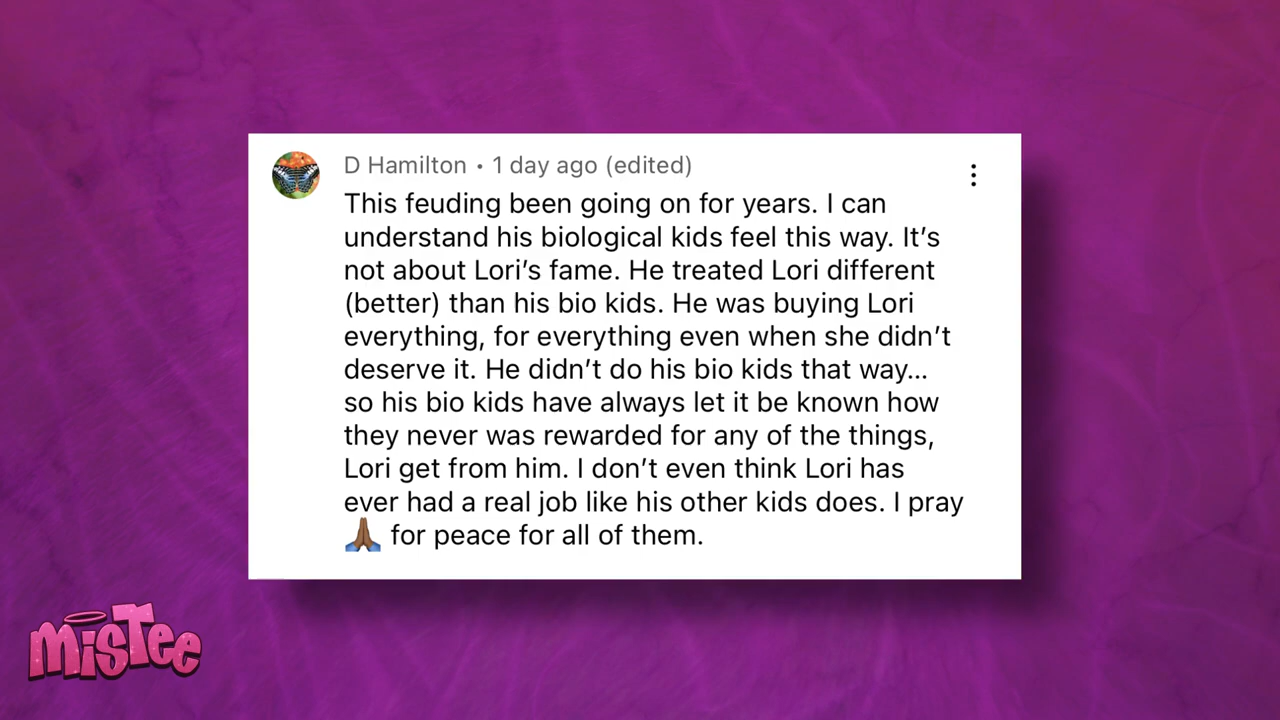 D Hamilton • 1 day ago (edited)
This feuding been going on for years. I can
understand his biological kids feel this way. It’s
not about Lori’s fame. He treated Lori different
(better) than his bio kids. He was buying Lori
everything, for everything even when she didn’t
deserve it. He didn’t do his bio kids that way...
so his bio kids have always let it be known how
they never was rewarded for any of the things,
Lori get from him. I don’t even think Lori has
ever had a real job like his other kids does. I pray
🙏🏾 for peace for all of them.
MisTee